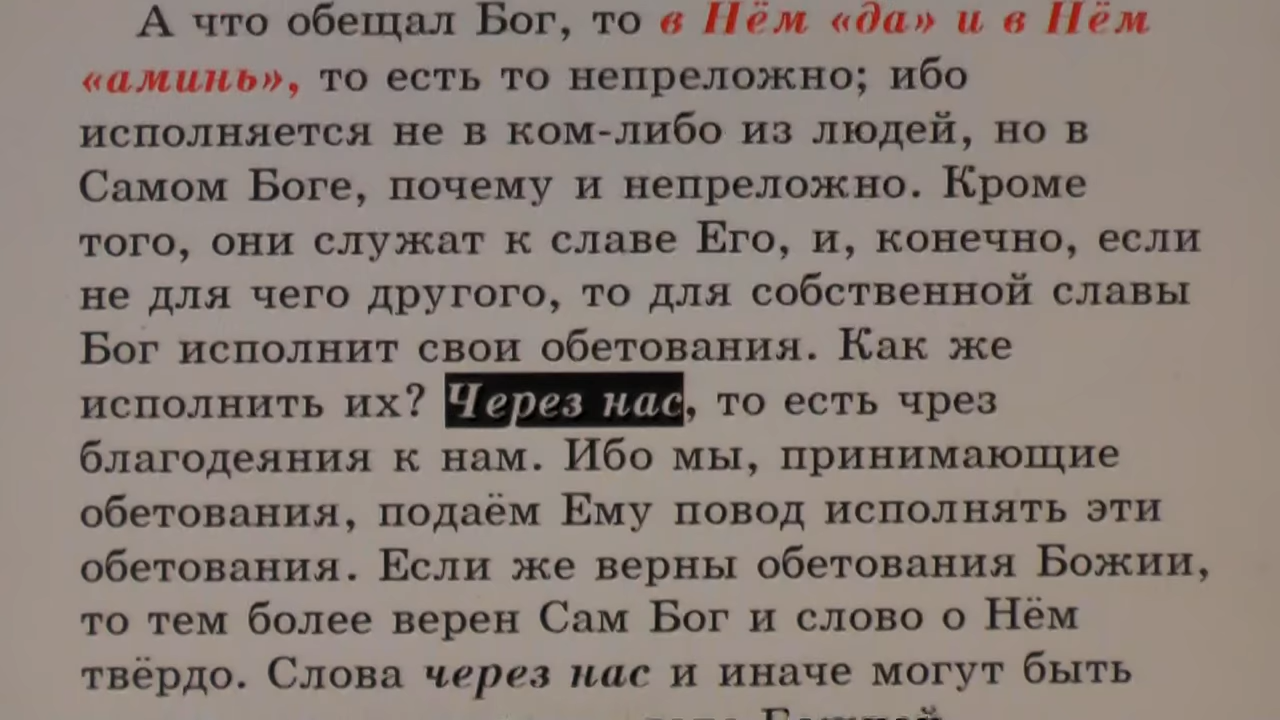 А что обещал Бог, то в Нём «да» и в Нём
«аминь», то есть то непреложно; ибо
исполняется не в ком-либо из людей, но в
Самом Боге, почему и непреложно. Кроме
того, они служат к славе Его, и, конечно, если
не для чего другого, то для собственной славы
Бог исполнит свои обетования. Как же
исполнить их? Через нас, то есть чрез
благодеяния к нам. Ибо мы, принимающие
обетования, подаём Ему повод исполнять эти
обетования. Если же верны обетования Божии,
то тем более верен Сам Бог и слово о Нём
твёрдо. Слова через нас и иначе могут быть